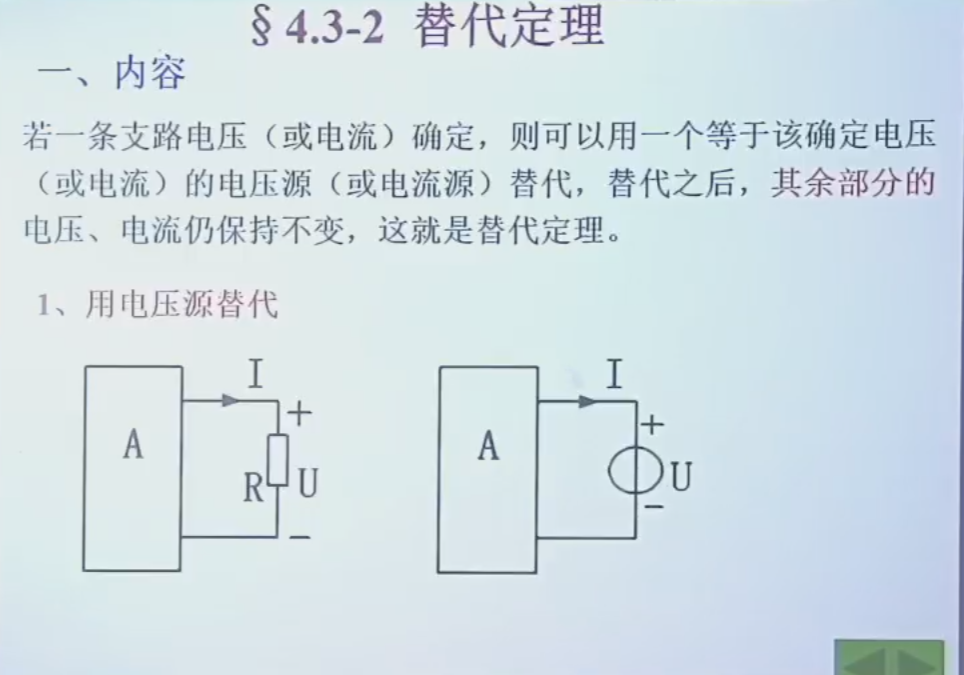 § 4.3-2 替代定理
一、内容
若一条支路电压（或电流）确定，则可以用一个等于该确定电压
（或电流）的电压源（或电流源）替代，替代之后，其余部分的
电压、电流仍保持不变，这就是替代定理。
1、用电压源替代
I
+
A
R
U
-
I
+
A
U
-